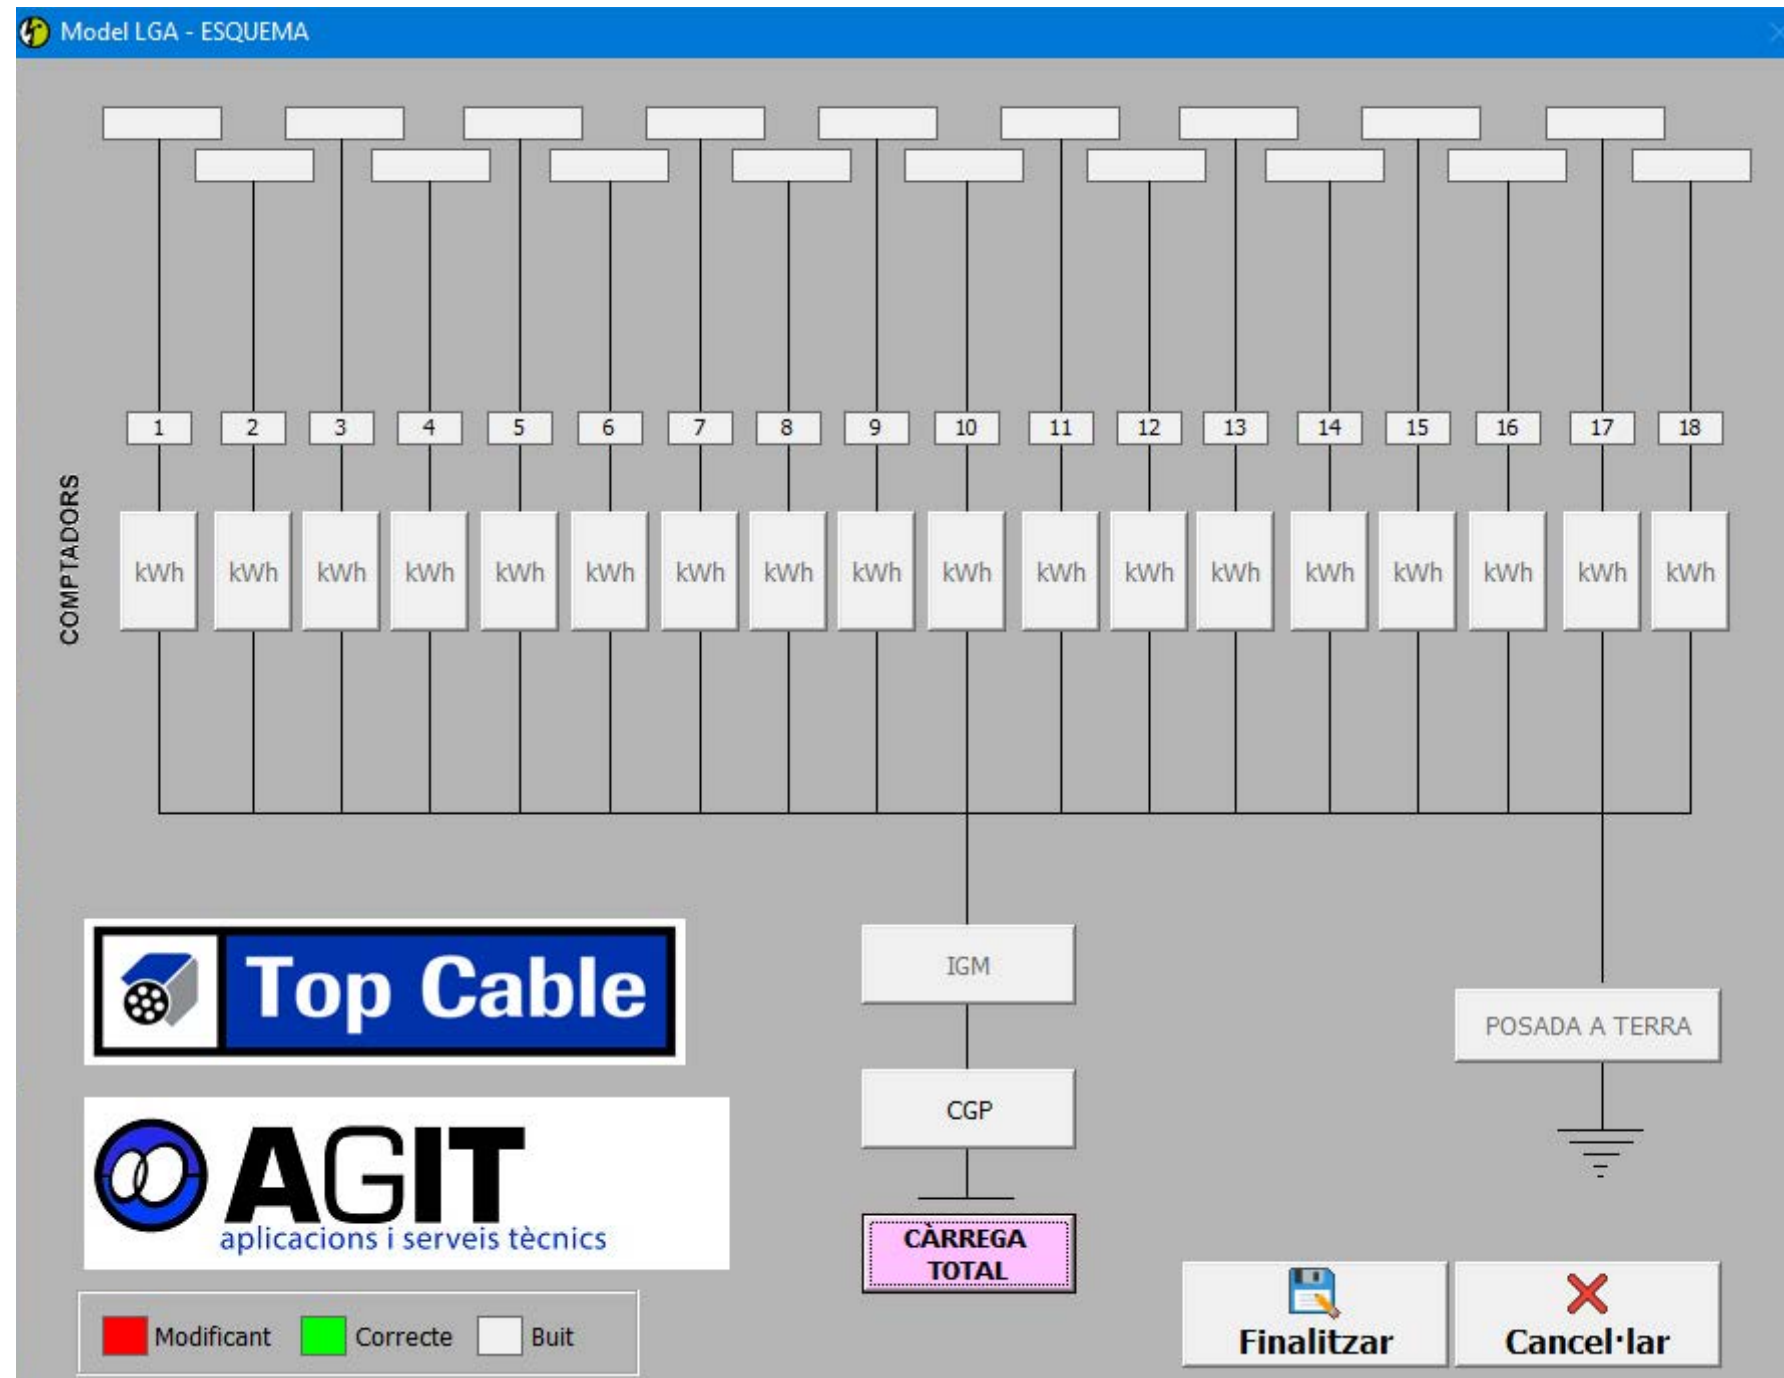 Model LGA - ESQUEMA
1 2 3 4 5 6 7 8 9 10 11 12 13 14 15 16 17 18
COMPTADORS
kWh kWh kWh kWh kWh kWh kWh kWh kWh kWh kWh kWh kWh kWh kWh kWh kWh kWh
Top Cable
IGM
POSADA A TERRA
CGP
AGIT
aplicacions i serveis tècnics
CÀRREGA
TOTAL
Modificant Correcte Buit
Finalitzar
Cancel·lar